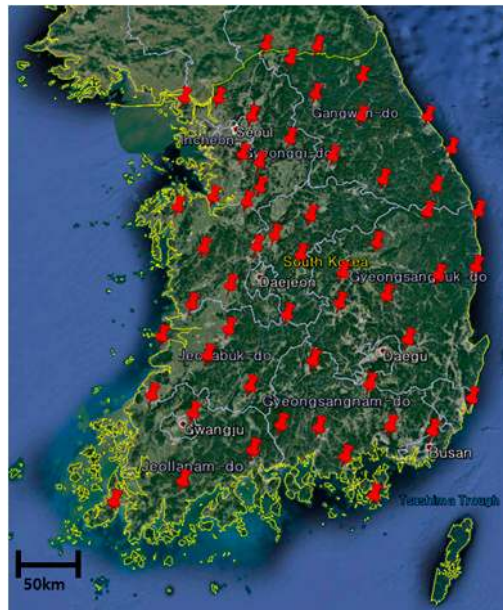 Gangwon-do
Seoul
Incheon
Gyeonggi-do
South Korea
Gyeongsangbuk-do
Daejeon
Jeollabuk-do
Daegu
Gyeongsangnam-do
Gwangju
Busan
Jeollanam-do
Tsushima Trough
50km